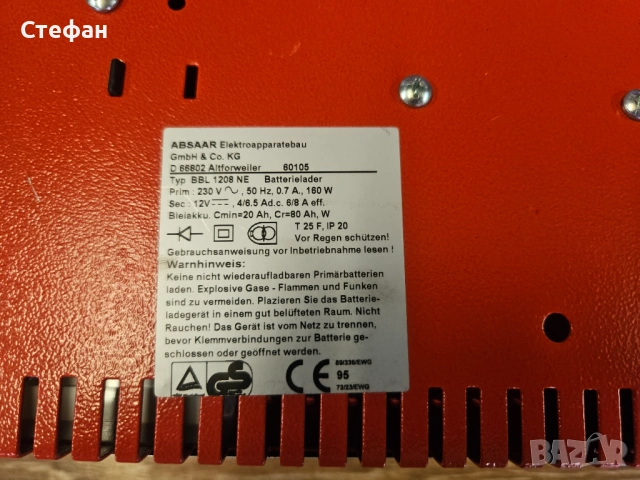 Стефан
ABSAAR Elektroapparatebau
GmbH & Co. KG
D 66802 Altforweiler 60105
Typ BBL 1208 NE Batterielader
Prim : 230 V ~, 50 Hz, 0.7 A., 160 W
Sec : 12V ⎓, 4/6.5 Ad.c. 6/8 A eff.
Bleiakku. Cmin=20 Ah, Cr=80 Ah, W
T 25 F, IP 20
Vor Regen schützen!
Gebrauchsanweisung vor Inbetriebnahme lesen !
Warnhinweis:
Keine nicht wiederaufladbaren Primärbatterien
laden. Explosive Gase - Flammen und Funken
sind zu vermeiden. Plazieren Sie das Batterie-
ladegerät in einem gut belüfteten Raum. Nicht
Rauchen! Das Gerät ist vom Netz zu trennen,
bevor Klemmverbindungen zur Batterie ge-
schlossen oder geöffnet werden.
GS
CE
89/336/EWG
95
73/23/EWG
BAZAR